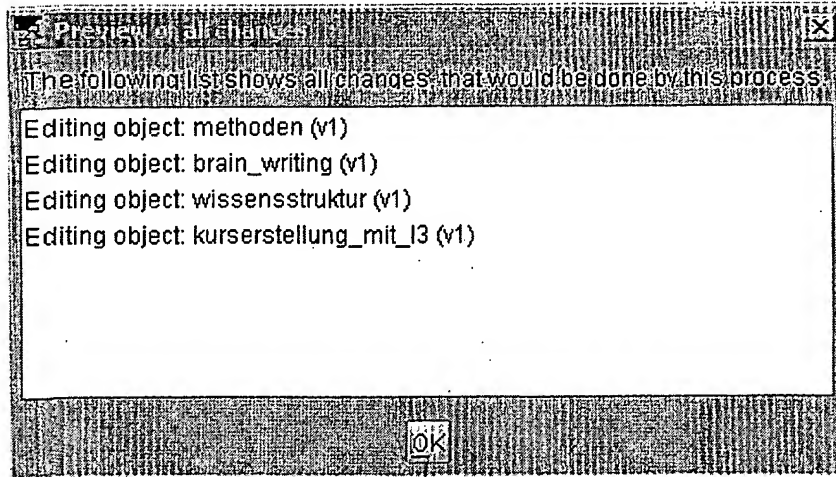 Preview of all changes
The following list shows all changes, that would be done by this process
Editing object: methoden (v1)
Editing object: brain_writing (v1)
Editing object: wissensstruktur (v1)
Editing object: kurserstellung_mit_l3 (v1)
OK